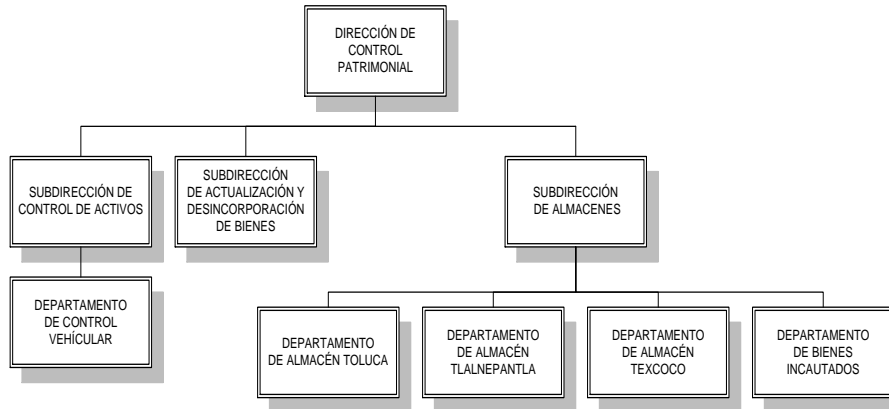 DIRECCIÓN DE
CONTROL
PATRIMONIAL
SUBDIRECCIÓN DE
CONTROL DE ACTIVOS
SUBDIRECCIÓN
DE ACTUALIZACIÓN Y
DESINCORPORACIÓN
DE BIENES
SUBDIRECCIÓN
DE ALMACENES
DEPARTAMENTO
DE CONTROL
VEHÍCULAR
DEPARTAMENTO
DE ALMACÉN TOLUCA
DEPARTAMENTO
DE ALMACÉN
TLALNEPANTLA
DEPARTAMENTO
DE ALMACÉN
TEXCOCO
DEPARTAMENTO
DE BIENES
INCAUTADOS